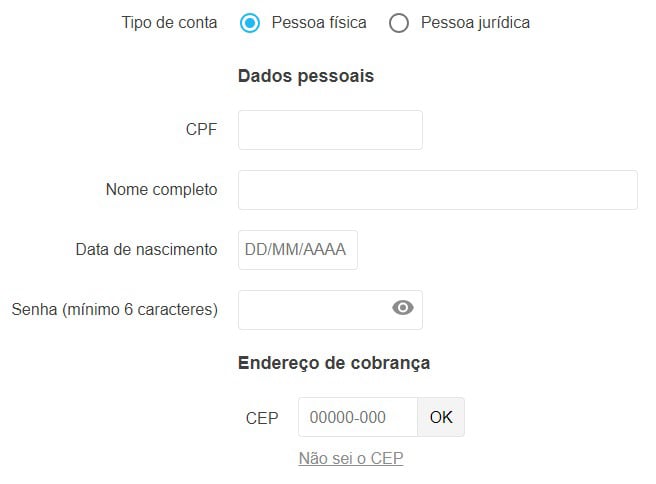 Tipo de conta Pessoa física Pessoa jurídica
Dados pessoais
CPF
Nome completo
Data de nascimento DD/MM/AAAA
Senha (mínimo 6 caracteres)
Endereço de cobrança
CEP 00000-000 OK
Não sei o CEP